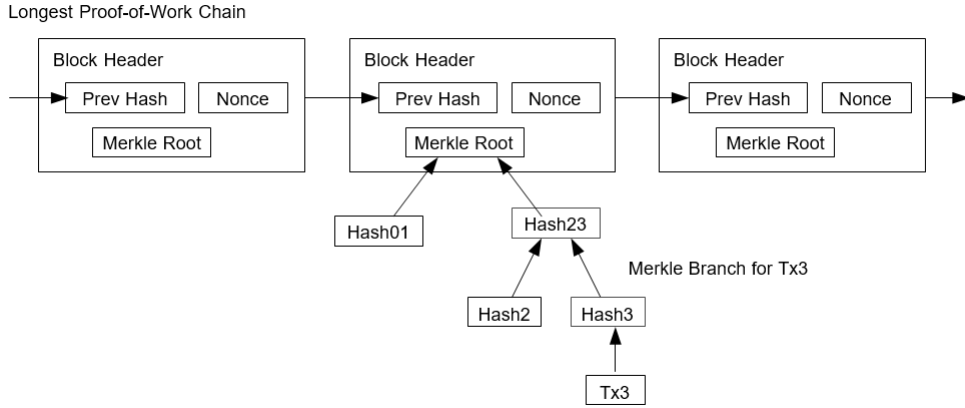 Longest Proof-of-Work Chain
Block Header
Block Header
Block Header
Prev Hash
Nonce
Prev Hash
Nonce
Prev Hash
Nonce
Merkle Root
Merkle Root
Merkle Root
Hash01
Hash23
Merkle Branch for Tx3
Hash2
Hash3
Tx3